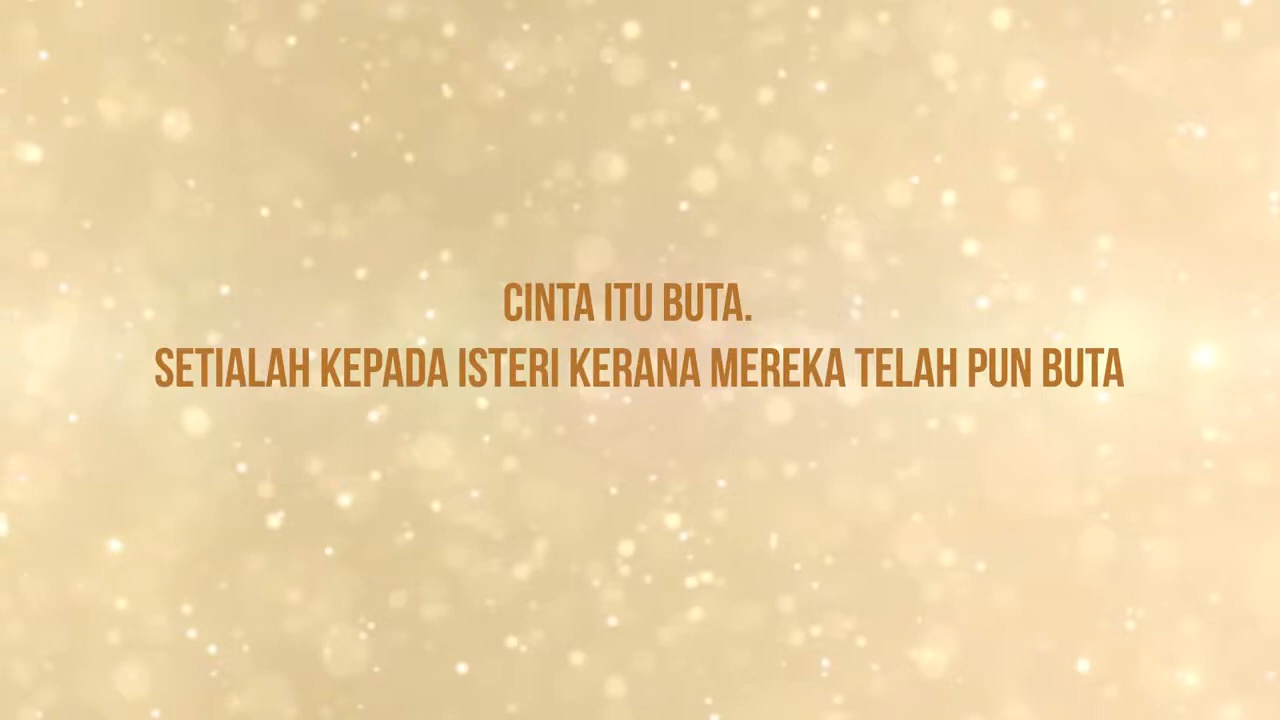 CINTA ITU BUTA.
SETIALAH KEPADA ISTERI KERANA MEREKA TELAH PUN BUTA